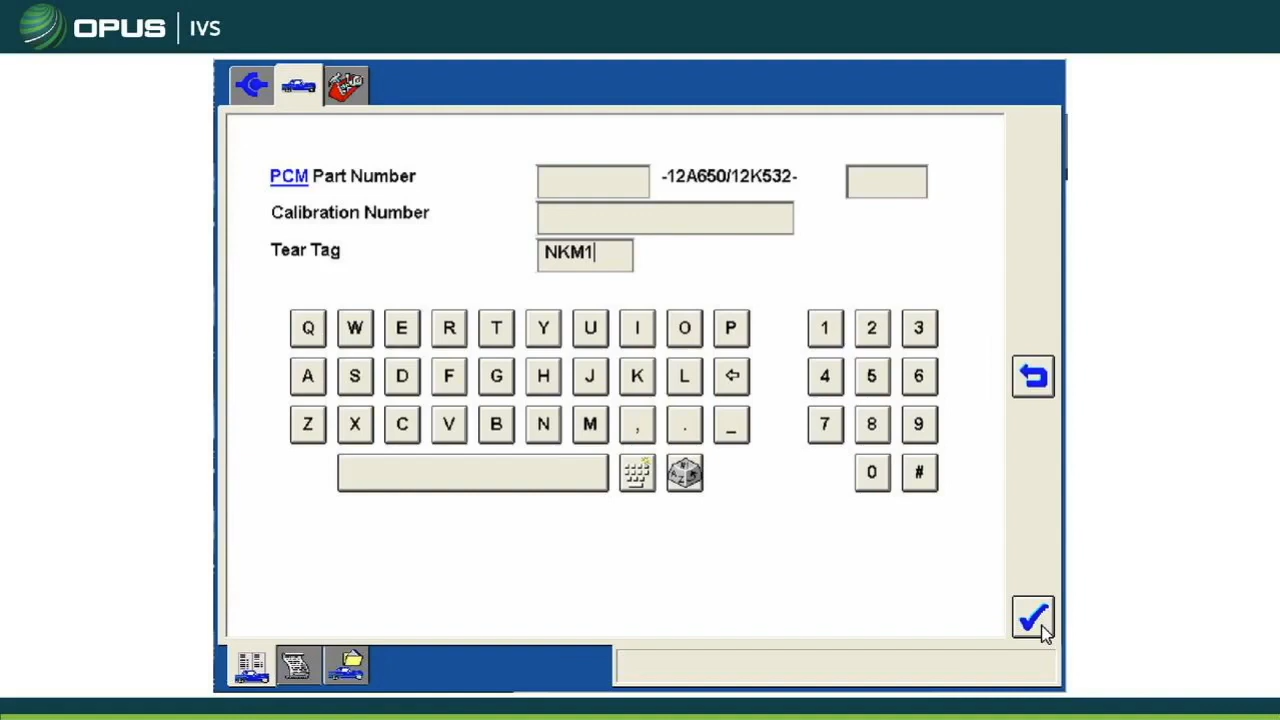 OPUS IVS
PCM Part Number -12A650/12K532-
Calibration Number
Tear Tag NKM1
Q W E R T Y U I O P 1 2 3
A S D F G H J K L 4 5 6
Z X C V B N M , . _ 7 8 9
0 #